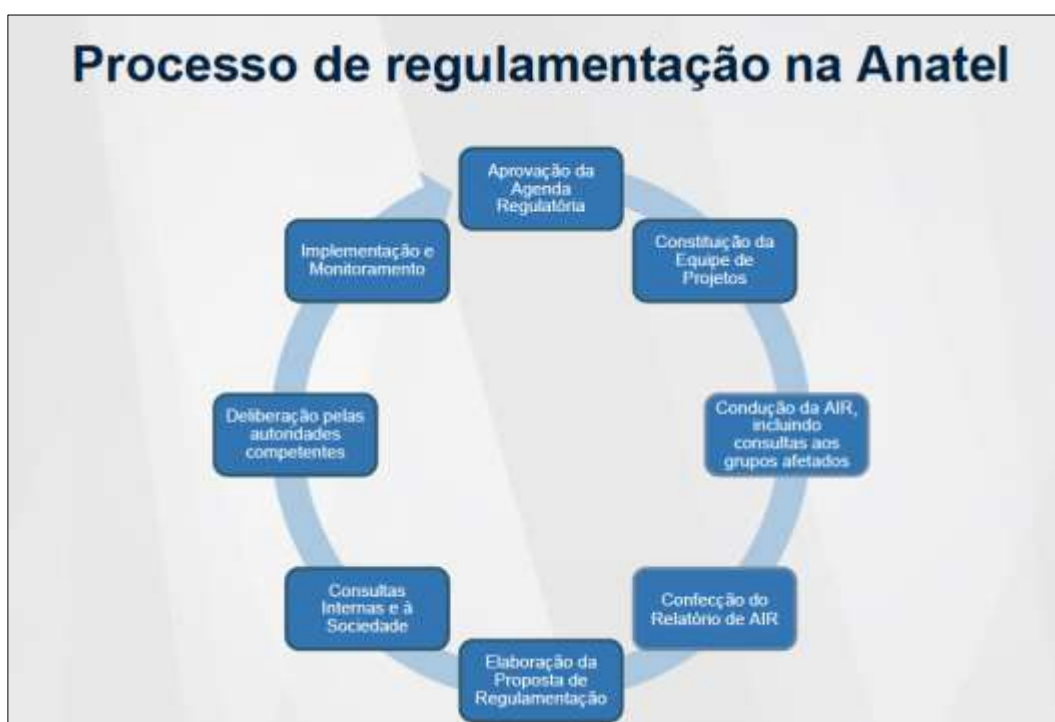 Processo de regulamentação na Anatel
Aprovação da
Agenda
Regulatória
Constituição da
Equipe de
Projetos
Condução da AIR,
incluindo
consultas aos
grupos afetados
Confecção do
Relatório de AIR
Elaboração da
Proposta de
Regulamentação
Consultas
Internas e à
Sociedade
Deliberação pelas
autoridades
competentes
Implementação e
Monitoramento